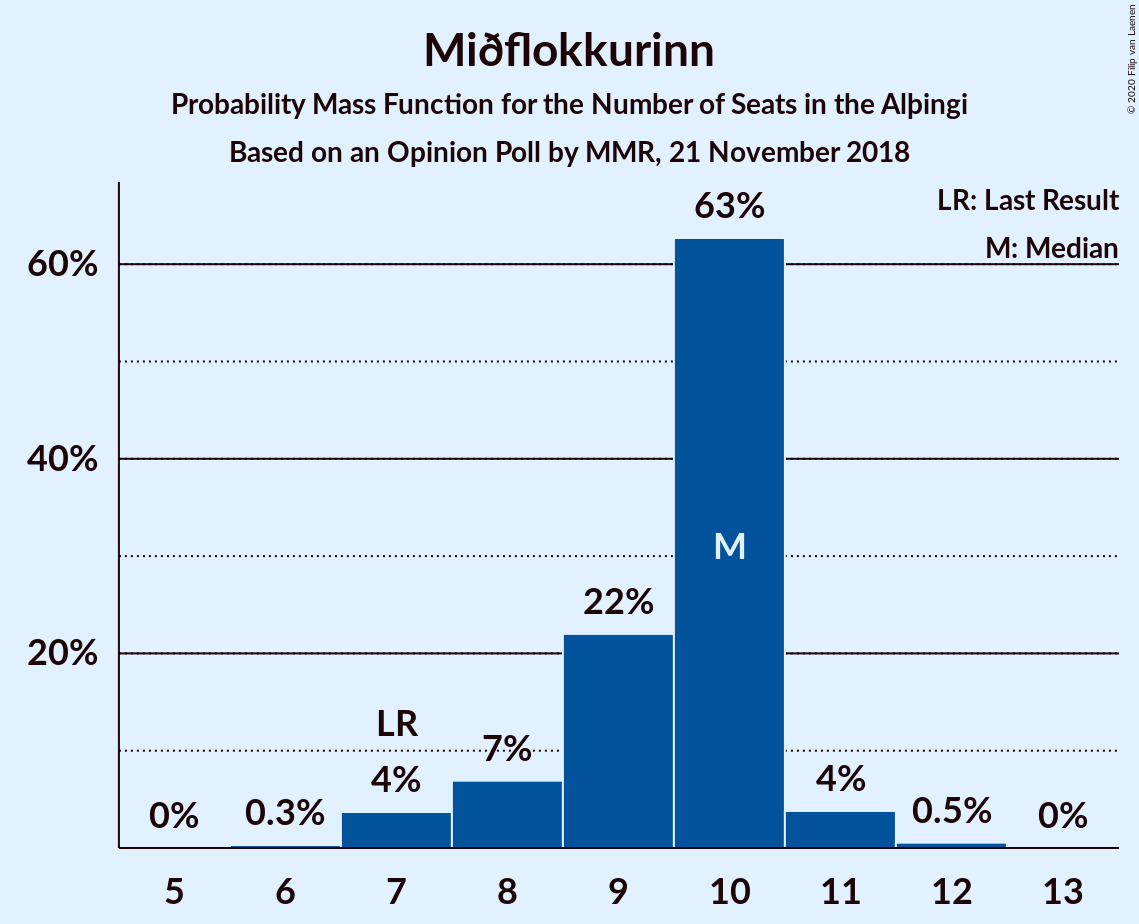 Miðflokkurinn
Probability Mass Function for the Number of Seats in the Alþingi
Based on an Opinion Poll by MMR, 21 November 2018
© 2020 Filip van Laenen
LR: Last Result
M: Median
63%
60%
40%
M
22%
20%
LR
7%
4%
4%
0%
0.3%
0.5%
0%
5 6 7 8 9 10 11 12 13